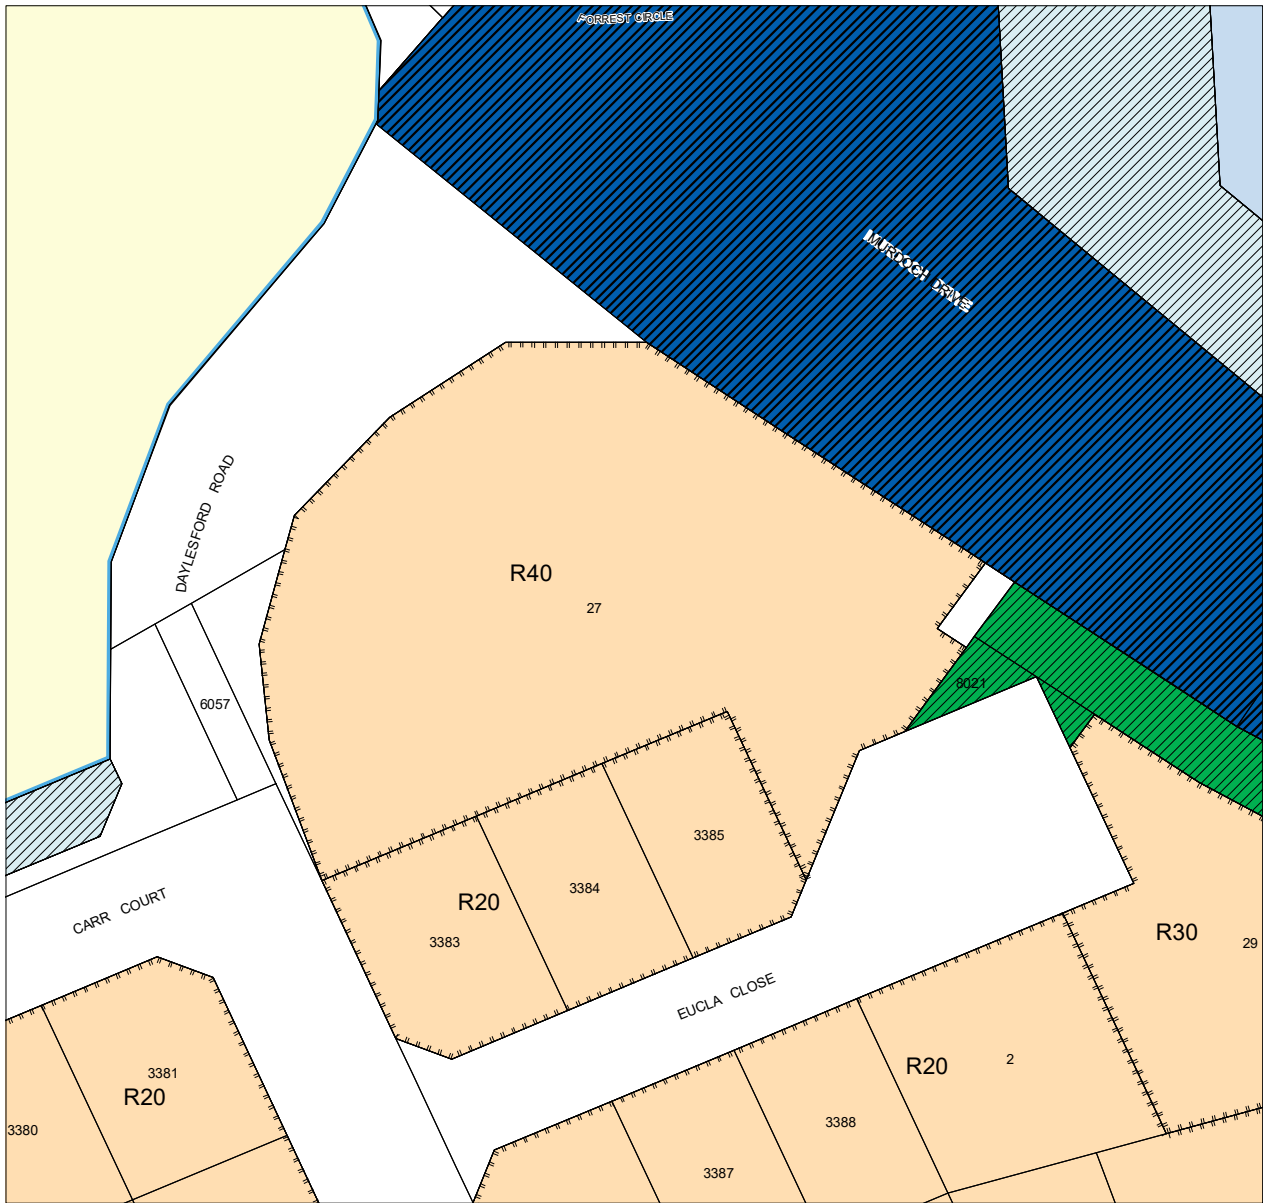 FORREST CIRCLE
MURDOCH DRIVE
DAYLESFORD ROAD
R40
27
8021
6057
3385
3384
R20
3383
CARR COURT
R30
29
EUCLA CLOSE
3381
R20
3380
R20
2
3388
3387